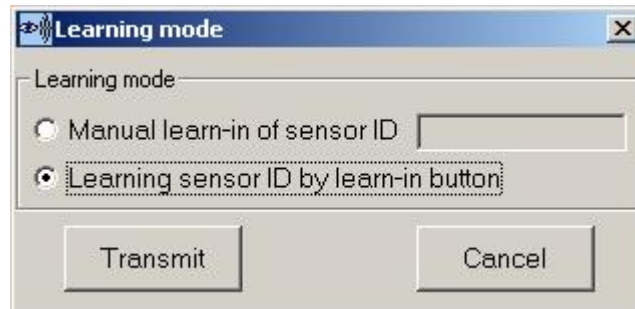 Learning mode
Learning mode
Manual learn-in of sensor ID
Learning sensor ID by learn-in button
Transmit Cancel